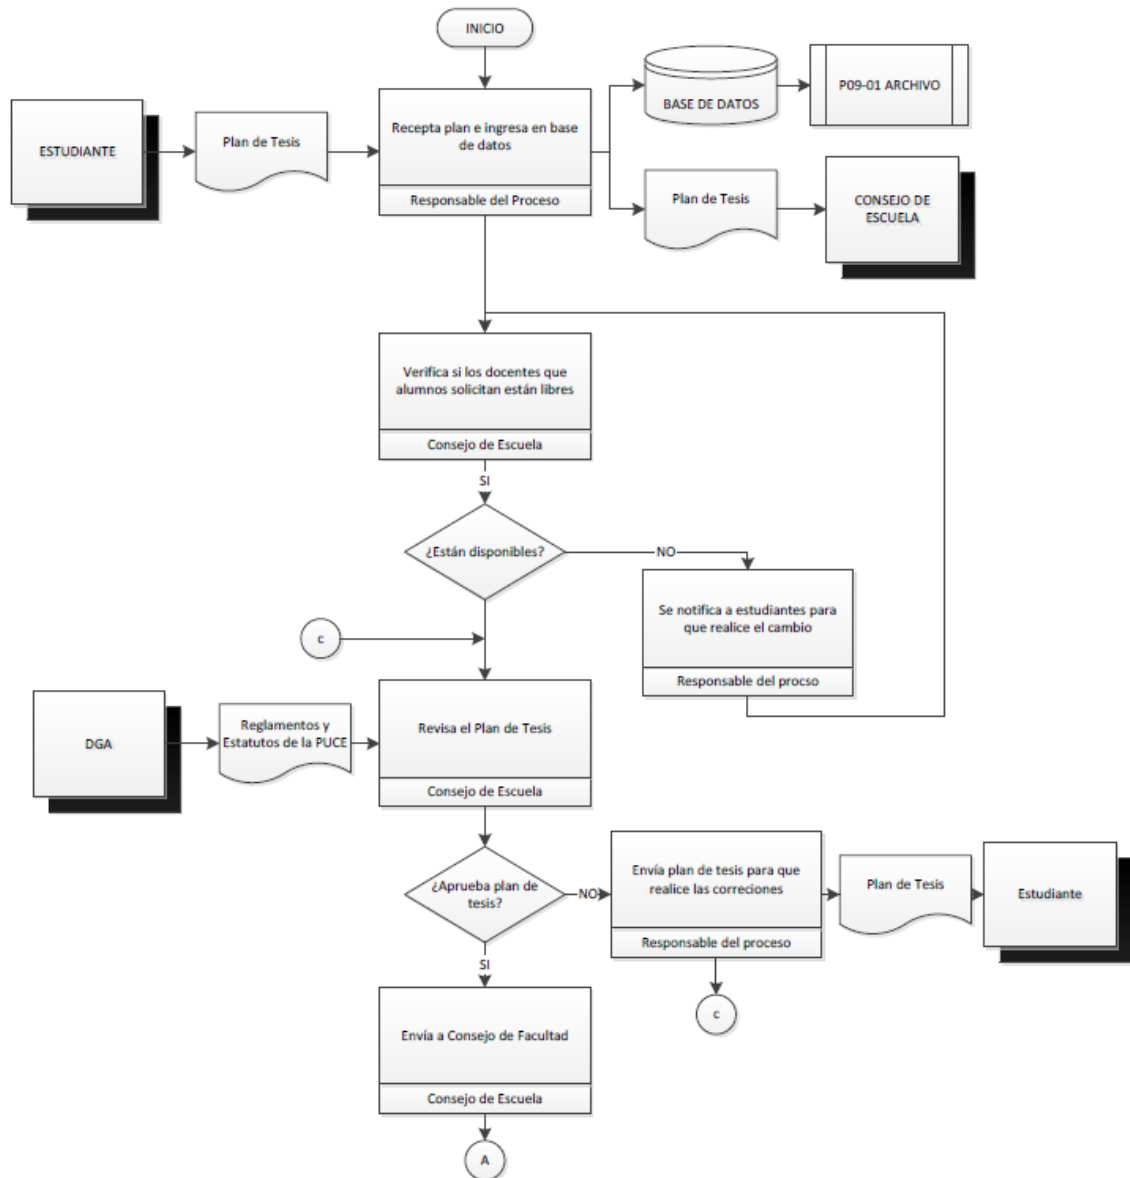 INICIO
ESTUDIANTE
Plan de Tesis
Recepta plan e ingresa en base
de datos
Responsable del Proceso
BASE DE DATOS
P09-01 ARCHIVO
Plan de Tesis
CONSEJO DE
ESCUELA
Verifica si los docentes que
alumnos solicitan están libres
Consejo de Escuela
SI
¿Están disponibles?
NO
Se notifica a estudiantes para
que realice el cambio
Responsable del procso
c
DGA
Reglamentos y
Estatutos de la PUCE
Revisa el Plan de Tesis
Consejo de Escuela
¿Aprueba plan de
tesis?
NO
Envía plan de tesis para que
realice las correciones
Responsable del proceso
Plan de Tesis
Estudiante
SI
c
Envía a Consejo de Facultad
Consejo de Escuela
A